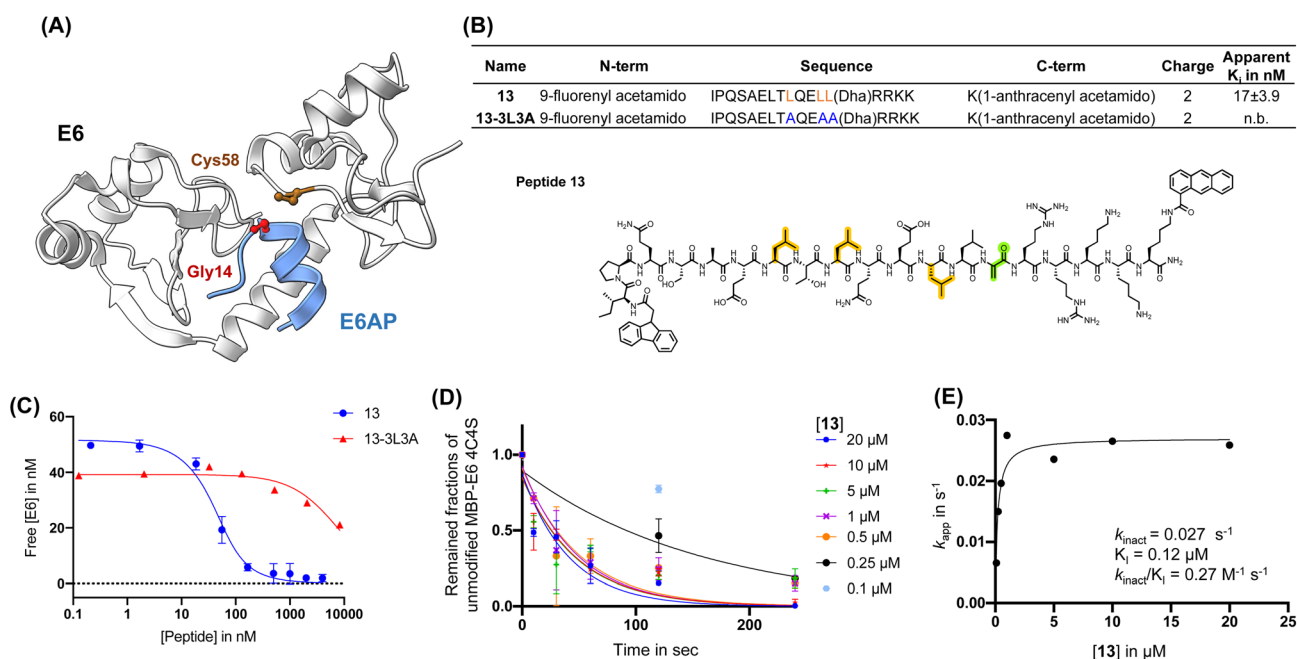 (A)
E6
Cys58
Gly14
E6AP
(B)
Name N-term Sequence C-term Charge Apparent Ki in nM
13 9-fluorenyl acetamido IPQSAELTLQELL(Dha)RRKK K(1-anthracenyl acetamido) 2 17±3.9
13-3L3A 9-fluorenyl acetamido IPQSAELTAQEAA(Dha)RRKK K(1-anthracenyl acetamido) 2 n.b.
Peptide 13
(C)
13
13-3L3A
Free [E6] in nM
60
40
20
0
0.1 1 10 100 1000 10000
[Peptide] in nM
(D)
Remained fractions of
unmodified MBP-E6 4C4S
1.0
0.5
0.0
0 100 200
Time in sec
[13]
20 µM
10 µM
5 µM
1 µM
0.5 µM
0.25 µM
0.1 µM
(E)
kapp in s-1
0.03
0.02
0.01
0.00
0 5 10 15 20 25
[13] in µM
kinact = 0.027 s-1
KI = 0.12 µM
kinact/KI = 0.27 M-1 s-1